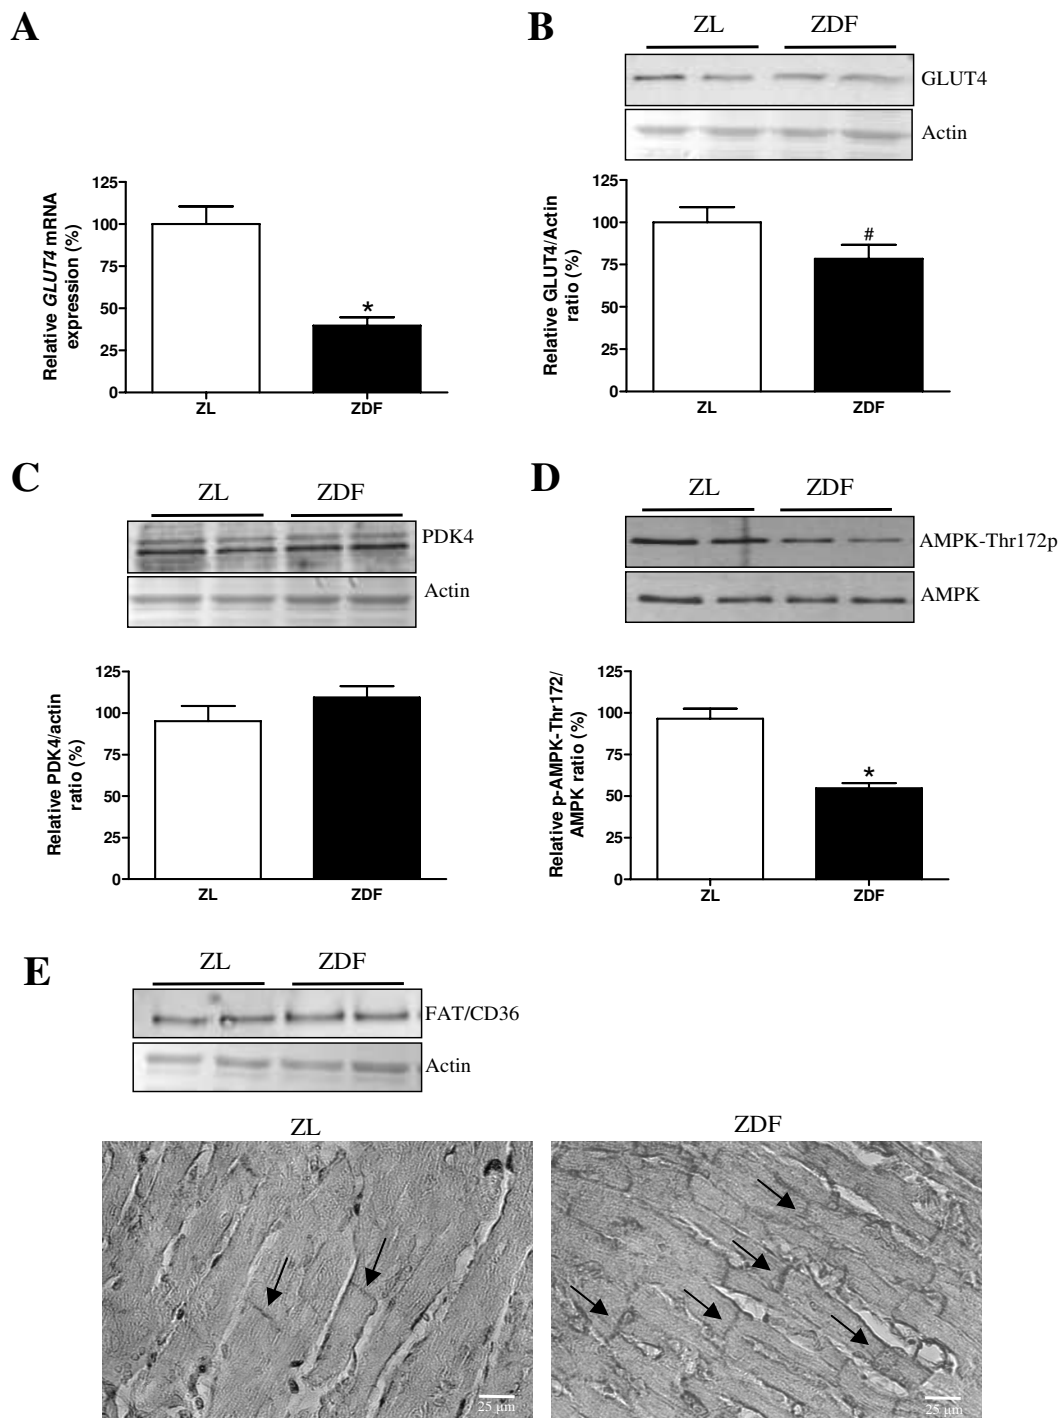 A
Relative GLUT4 mRNA
expression (%)
125
100
75
50
25
0
*
ZL
ZDF
B
ZL
ZDF
GLUT4
Actin
Relative GLUT4/Actin
ratio (%)
125
100
75
50
25
0
#
ZL
ZDF
C
ZL
ZDF
PDK4
Actin
Relative PDK4/actin
ratio (%)
125
100
75
50
25
0
ZL
ZDF
D
ZL
ZDF
AMPK-Thr172p
AMPK
Relative p-AMPK-Thr172/
AMPK ratio (%)
125
100
75
50
25
0
*
ZL
ZDF
E
ZL
ZDF
FAT/CD36
Actin
ZL
25 µm
ZDF
25 µm